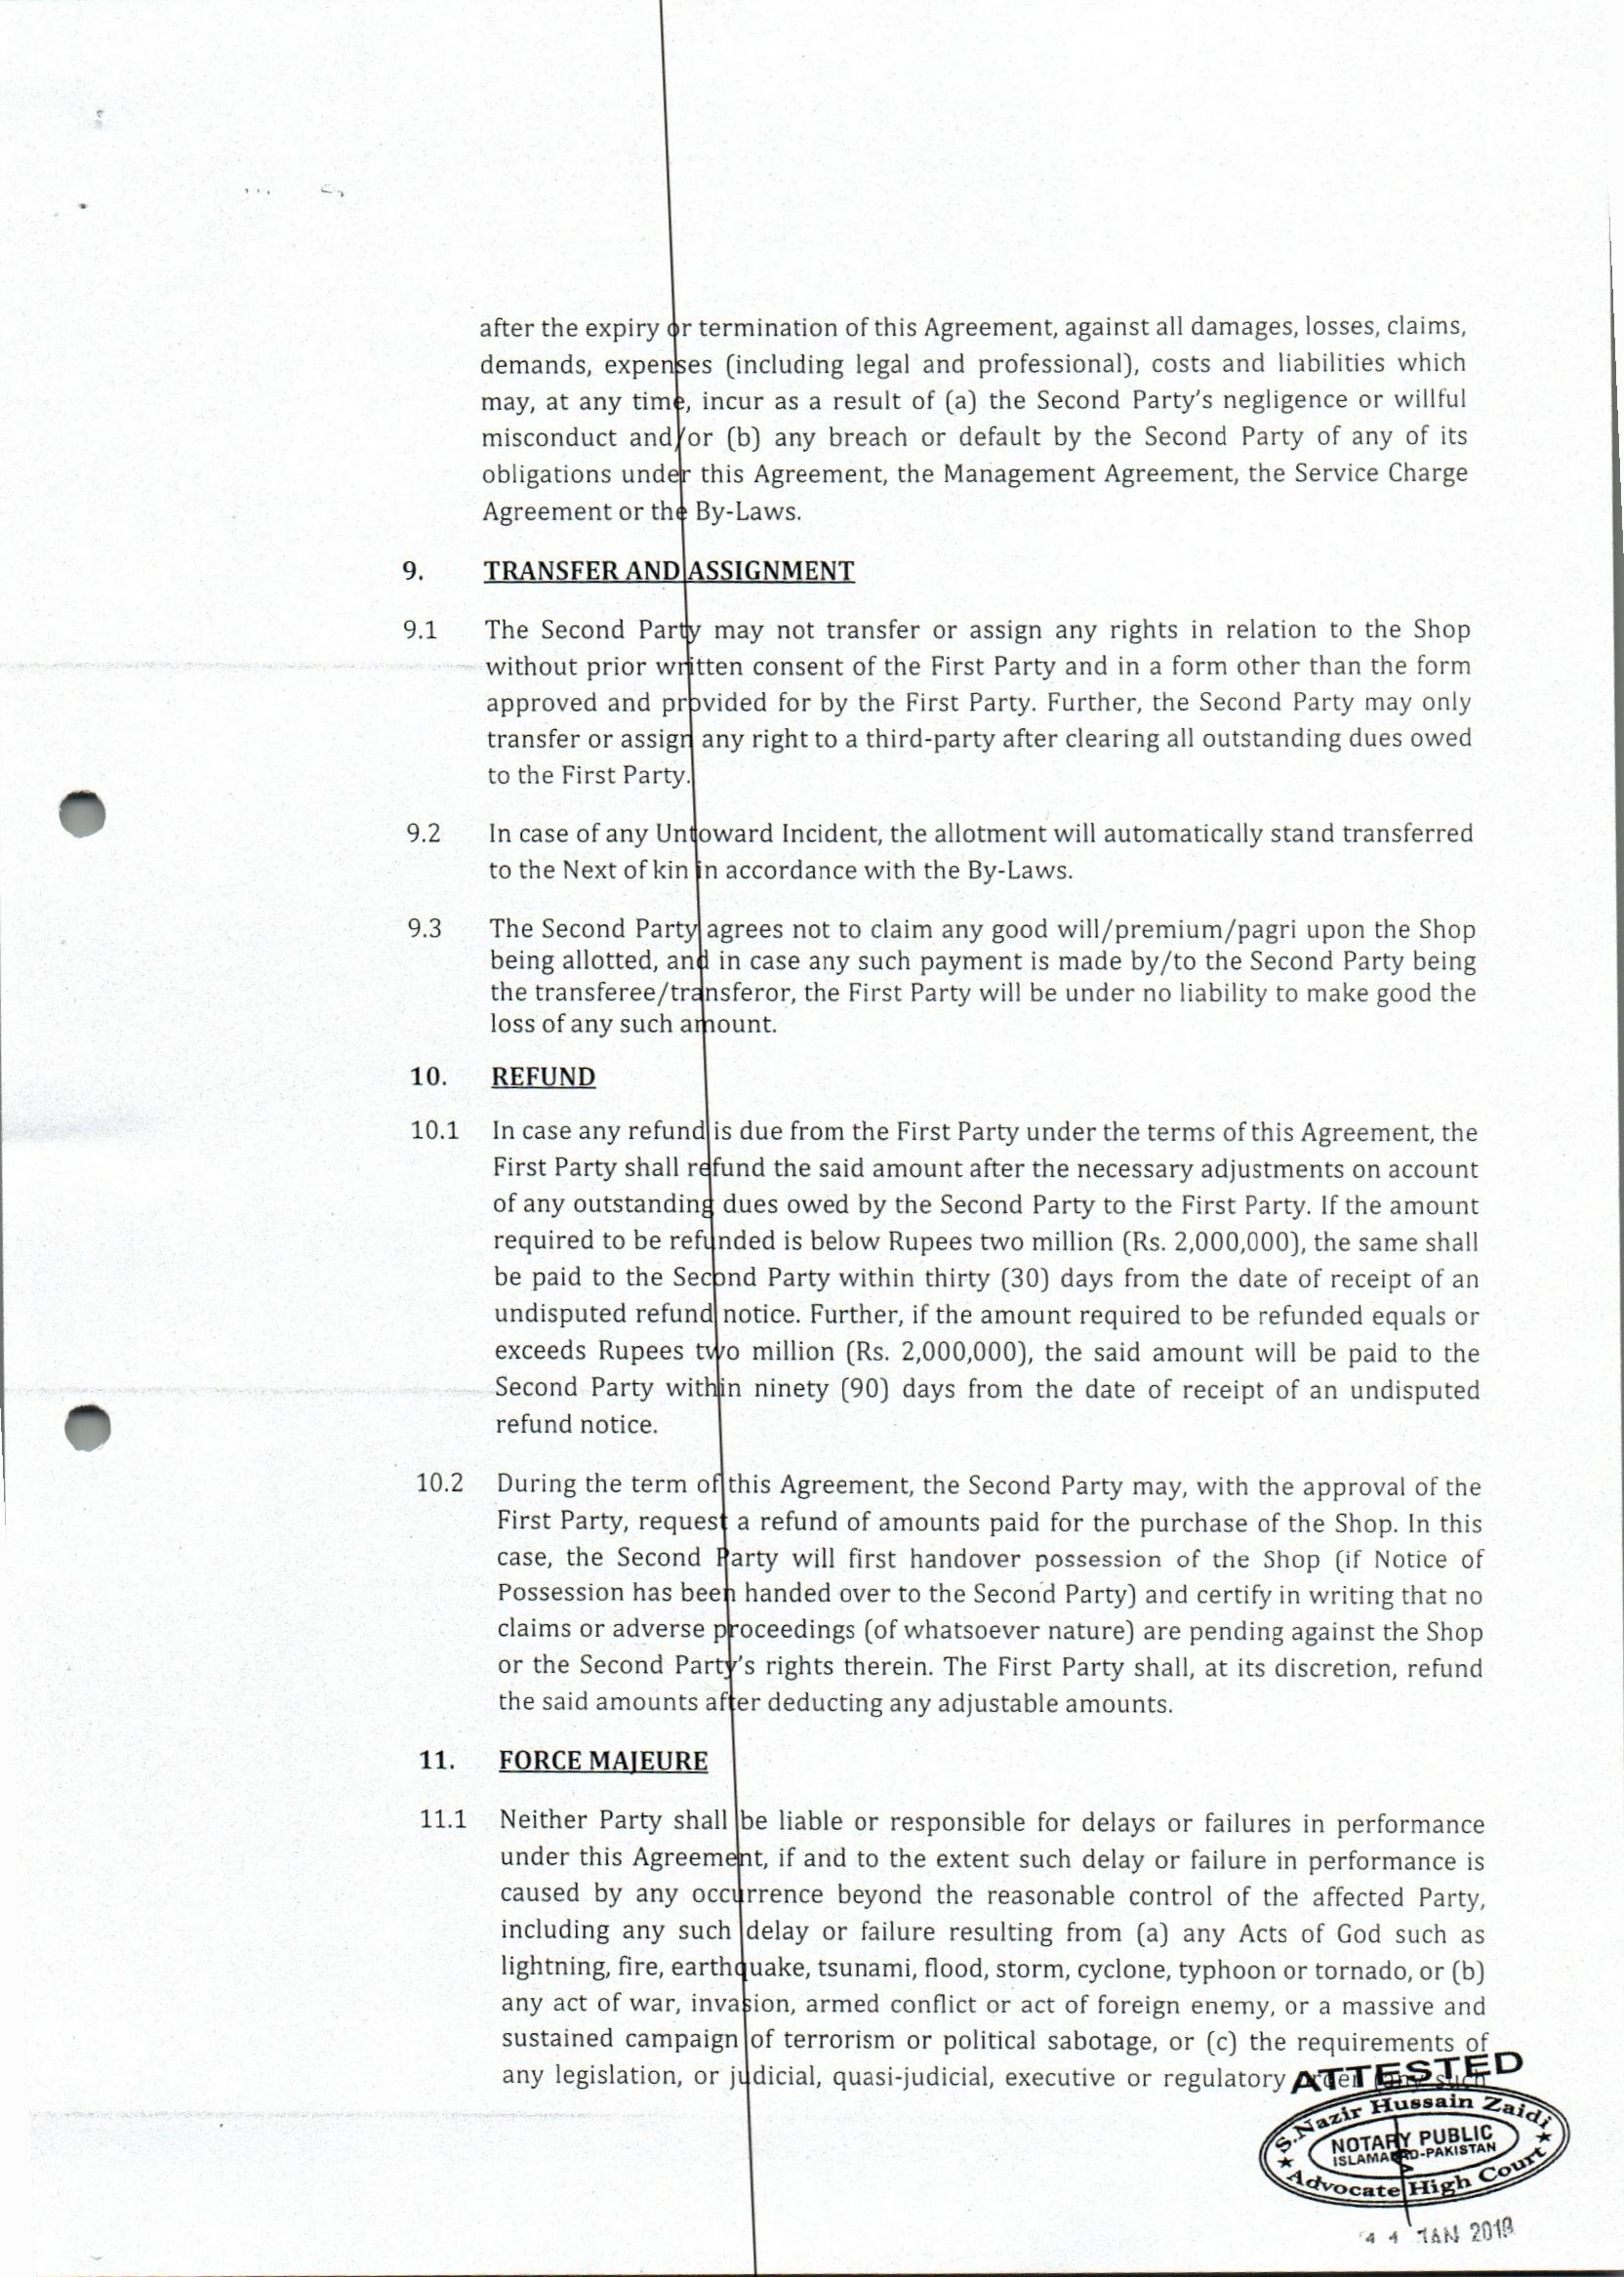 after the expiry or termination of this Agreement, against all damages, losses, claims,
demands, expenses (including legal and professional), costs and liabilities which
may, at any time, incur as a result of (a) the Second Party's negligence or willful
misconduct and/or (b) any breach or default by the Second Party of any of its
obligations under this Agreement, the Management Agreement, the Service Charge
Agreement or the By-Laws.
9. TRANSFER AND ASSIGNMENT
9.1 The Second Party may not transfer or assign any rights in relation to the Shop
without prior written consent of the First Party and in a form other than the form
approved and provided for by the First Party. Further, the Second Party may only
transfer or assign any right to a third-party after clearing all outstanding dues owed
to the First Party.
9.2 In case of any Untoward Incident, the allotment will automatically stand transferred
to the Next of kin in accordance with the By-Laws.
9.3 The Second Party agrees not to claim any good will/premium/pagri upon the Shop
being allotted, and in case any such payment is made by/to the Second Party being
the transferee/transferor, the First Party will be under no liability to make good the
loss of any such amount.
10. REFUND
10.1 In case any refund is due from the First Party under the terms of this Agreement, the
First Party shall refund the said amount after the necessary adjustments on account
of any outstanding dues owed by the Second Party to the First Party. If the amount
required to be refunded is below Rupees two million (Rs. 2,000,000), the same shall
be paid to the Second Party within thirty (30) days from the date of receipt of an
undisputed refund notice. Further, if the amount required to be refunded equals or
exceeds Rupees two million (Rs. 2,000,000), the said amount will be paid to the
Second Party within ninety (90) days from the date of receipt of an undisputed
refund notice.
10.2 During the term of this Agreement, the Second Party may, with the approval of the
First Party, request a refund of amounts paid for the purchase of the Shop. In this
case, the Second Party will first handover possession of the Shop (if Notice of
Possession has been handed over to the Second Party) and certify in writing that no
claims or adverse proceedings (of whatsoever nature) are pending against the Shop
or the Second Party's rights therein. The First Party shall, at its discretion, refund
the said amounts after deducting any adjustable amounts.
11. FORCE MAJEURE
11.1 Neither Party shall be liable or responsible for delays or failures in performance
under this Agreement, if and to the extent such delay or failure in performance is
caused by any occurrence beyond the reasonable control of the affected Party,
including any such delay or failure resulting from (a) any Acts of God such as
lightning, fire, earthquake, tsunami, flood, storm, cyclone, typhoon or tornado, or (b)
any act of war, invasion, armed conflict or act of foreign enemy, or a massive and
sustained campaign of terrorism or political sabotage, or (c) the requirements of
any legislation, or judicial, quasi-judicial, executive or regulatory order (any such
ATTESTED
S.Nazir Hussain Zaidi
NOTARY PUBLIC
ISLAMABAD-PAKISTAN
Advocate High Court
JAN 2019